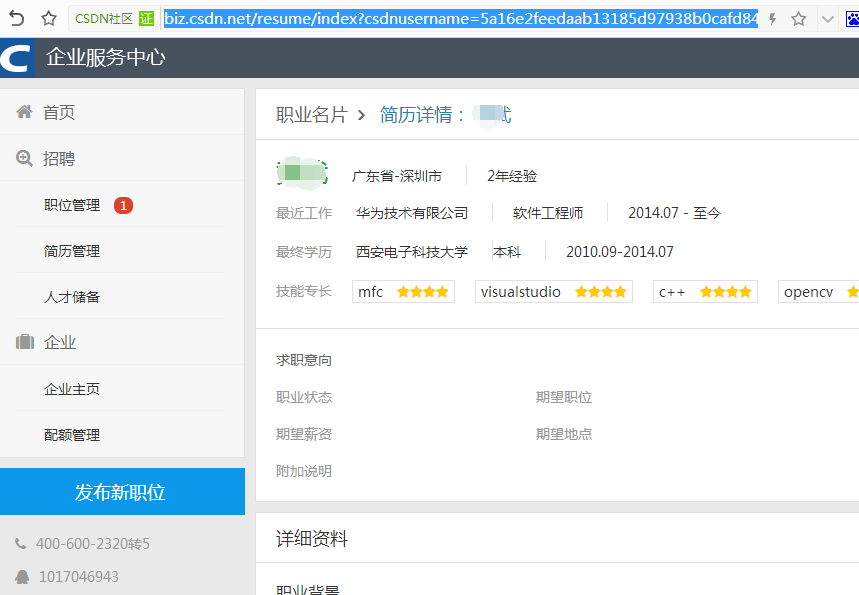 CSDN社区 证 biz.csdn.net/resume/index?csdnusername=5a16e2feedaab13185d97938b0cafd84
企业服务中心
首页
招聘
职位管理 1
简历管理
人才储备
企业
企业主页
配额管理
发布新职位
400-600-2320转5
1017046943
职业名片 > 简历详情：
广东省-深圳市 2年经验
最近工作 华为技术有限公司 软件工程师 2014.07 - 至今
最终学历 西安电子科技大学 本科 2010.09-2014.07
技能专长 mfc visualstudio c++ opencv
求职意向
职业状态 期望职位
期望薪资 期望地点
附加说明
详细资料
职业背景